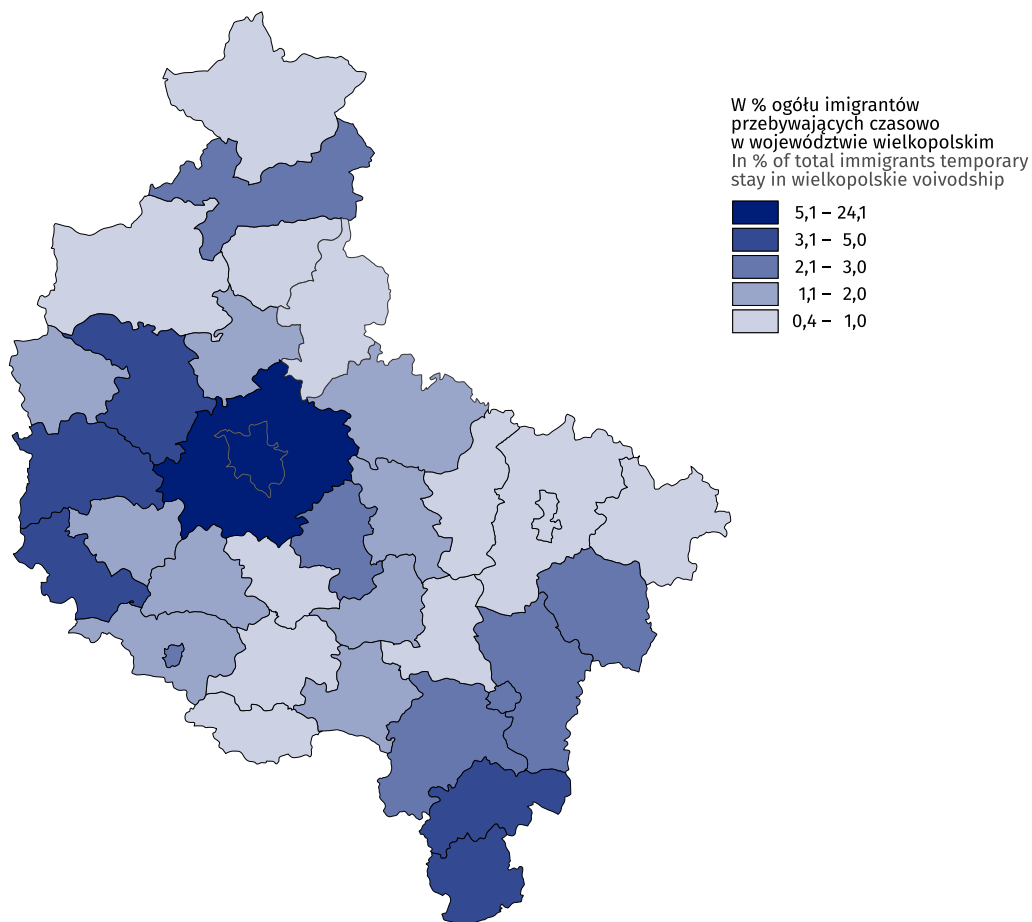 W % ogółu imigrantów
przebywających czasowo
w województwie wielkopolskim
In % of total immigrants temporary
stay in wielkopolskie voivodship
5,1 – 24,1
3,1 – 5,0
2,1 – 3,0
1,1 – 2,0
0,4 – 1,0